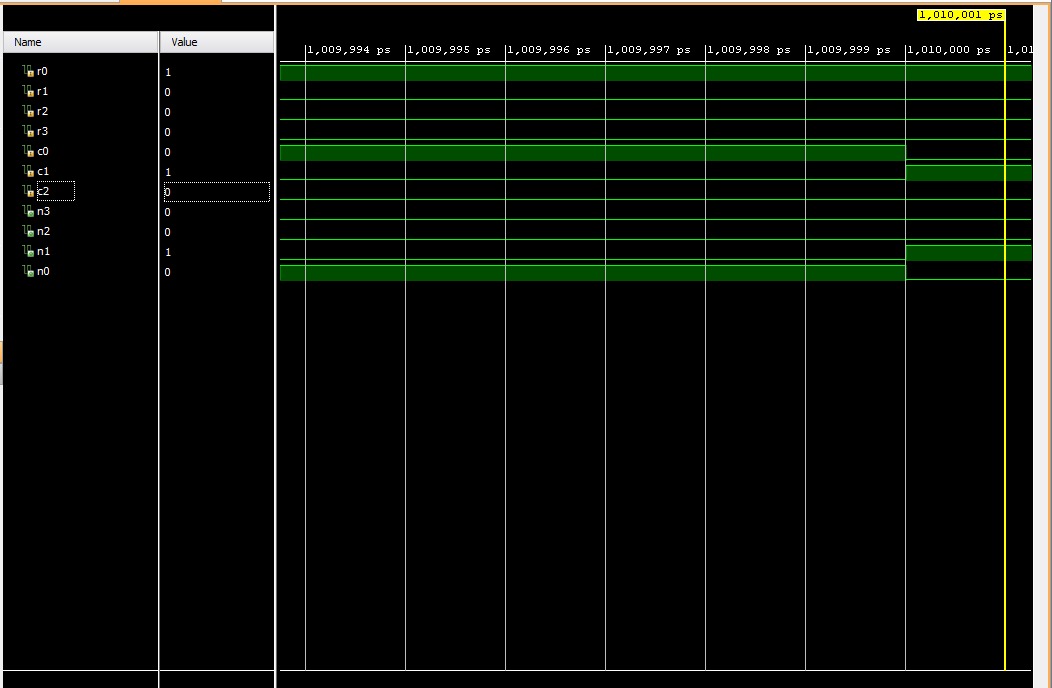 1,010,001 ps
Name Value
1,009,994 ps 1,009,995 ps 1,009,996 ps 1,009,997 ps 1,009,998 ps 1,009,999 ps 1,010,000 ps 1,01
r0 1
r1 0
r2 0
r3 0
c0 0
c1 1
c2 0
n3 0
n2 0
n1 1
n0 0